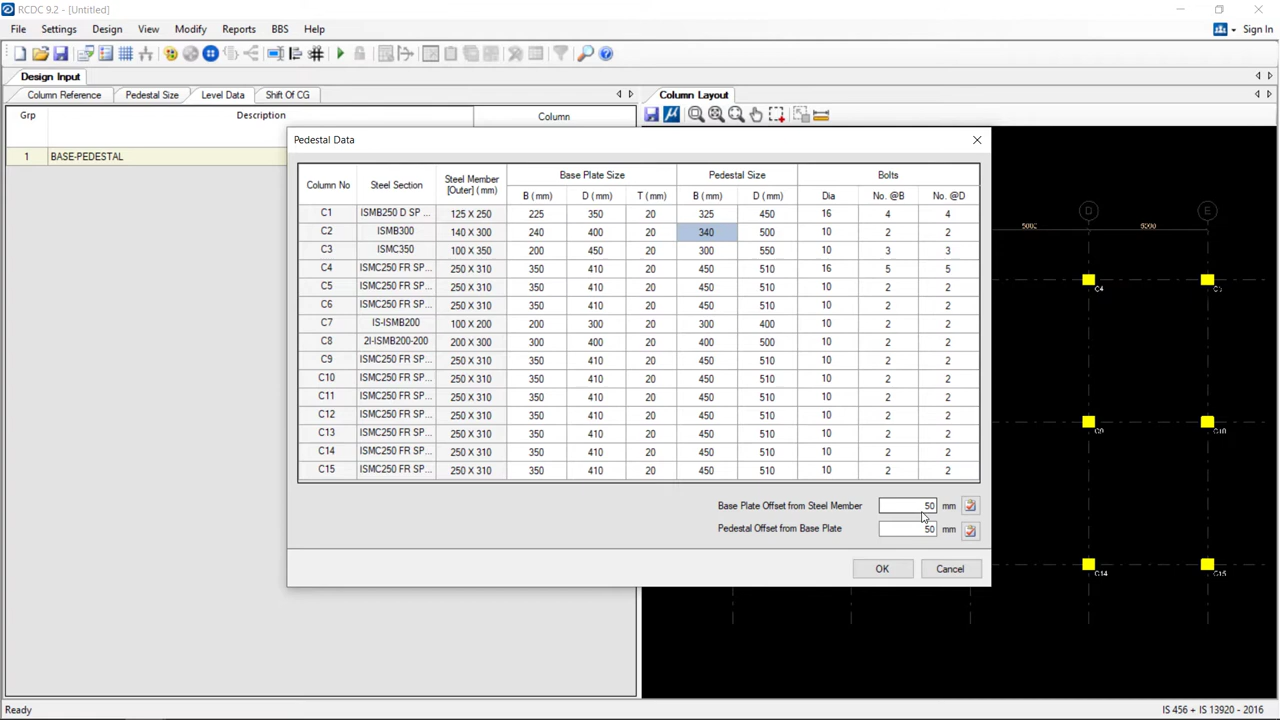 RCDC 9.2 - [Untitled]
File Settings Design View Modify Reports BBS Help Sign In
Design Input
Column Reference Pedestal Size Level Data Shift Of CG
Column Layout
Grp Description Column
1 BASE-PEDESTAL
Pedestal Data
Column No Steel Section Steel Member [Outer] (mm) Base Plate Size Pedestal Size Bolts
B (mm) D (mm) T (mm) B (mm) D (mm) Dia No. @B No. @D
C1 ISMB250 D SP ... 125 X 250 225 350 20 325 450 16 4 4
C2 ISMB300 140 X 300 240 400 20 340 500 10 2 2
C3 ISMC350 100 X 350 200 450 20 300 550 10 3 3
C4 ISMC250 FR SP... 250 X 310 350 410 20 450 510 16 5 5
C5 ISMC250 FR SP... 250 X 310 350 410 20 450 510 10 2 2
C6 ISMC250 FR SP... 250 X 310 350 410 20 450 510 10 2 2
C7 IS-ISMB200 100 X 200 200 300 20 300 400 10 2 2
C8 2I-ISMB200-200 200 X 300 300 400 20 400 500 10 2 2
C9 ISMC250 FR SP... 250 X 310 350 410 20 450 510 10 2 2
C10 ISMC250 FR SP... 250 X 310 350 410 20 450 510 10 2 2
C11 ISMC250 FR SP... 250 X 310 350 410 20 450 510 10 2 2
C12 ISMC250 FR SP... 250 X 310 350 410 20 450 510 10 2 2
C13 ISMC250 FR SP... 250 X 310 350 410 20 450 510 10 2 2
C14 ISMC250 FR SP... 250 X 310 350 410 20 450 510 10 2 2
C15 ISMC250 FR SP... 250 X 310 350 410 20 450 510 10 2 2
Base Plate Offset from Steel Member 50 mm
Pedestal Offset from Base Plate 50 mm
OK Cancel
D E
C4
C9 C10
C14 C15
Ready IS 456 + IS 13920 - 2016